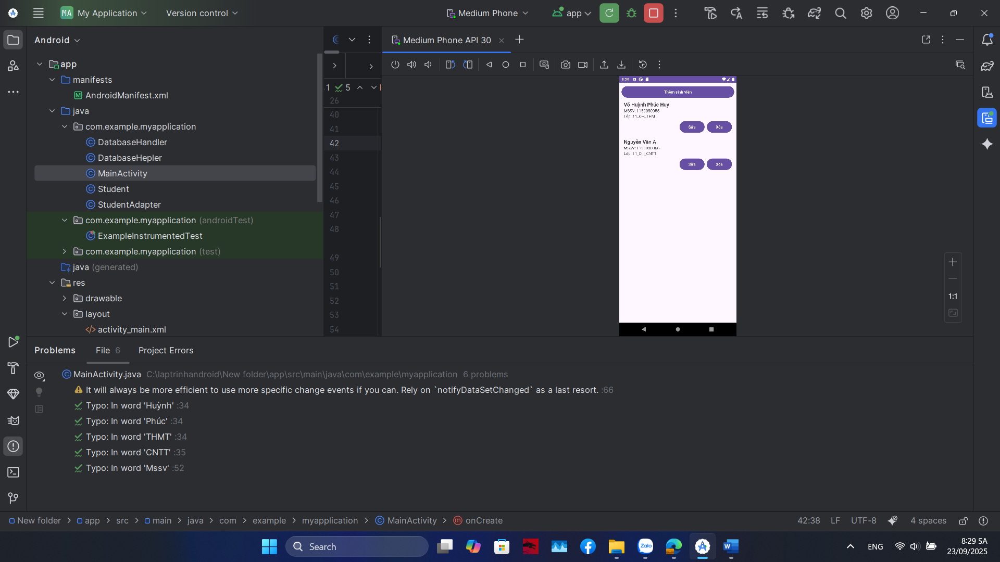 MA My Application
Version control
Medium Phone
app
Android
Medium Phone API 30
app
manifests
AndroidManifest.xml
java
com.example.myapplication
DatabaseHandler
DatabaseHepler
MainActivity
Student
StudentAdapter
com.example.myapplication (androidTest)
ExampleInstrumentedTest
com.example.myapplication (test)
java (generated)
res
drawable
layout
activity_main.xml
1 5
26
40
41
42
43
44
45
46
47
48
49
50
51
52
53
54
8:29
Thêm sinh viên
Võ Huỳnh Phúc Huy
MSSV: 1150080055
Lớp: 11_ĐH_THM
Sửa Xóa
Nguyễn Văn A
MSSV: 1150080066
Lớp: 11_ĐH_CNTT
Sửa Xóa
1:1
Problems File 6 Project Errors
MainActivity.java C:\laptrinhandroid\New folder\app\src\main\java\com\example\myapplication 6 problems
It will always be more efficient to use more specific change events if you can. Rely on `notifyDataSetChanged` as a last resort. :66
Typo: In word 'Huỳnh' :34
Typo: In word 'Phúc' :34
Typo: In word 'THMT' :34
Typo: In word 'CNTT' :35
Typo: In word 'Mssv' :52
New folder > app > src > main > java > com > example > myapplication > MainActivity > onCreate
42:38 LF UTF-8 4 spaces
Search
Zalo
ENG
8:29 SA
23/09/2025